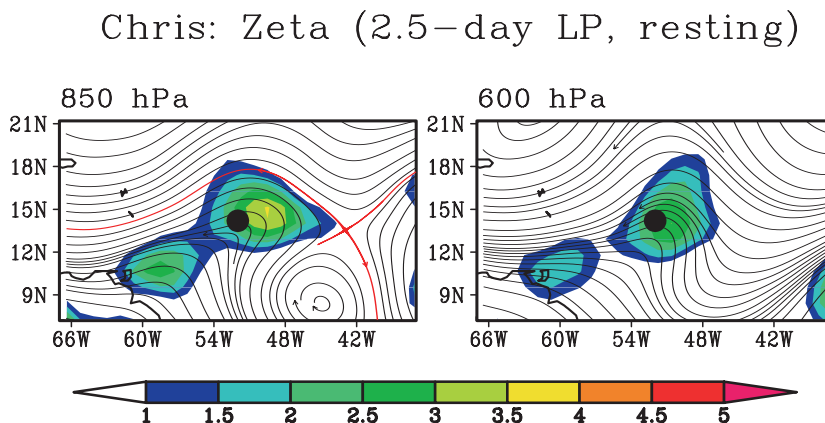 Chris: Zeta (2.5−day LP, resting)
850 hPa
600 hPa
21N
18N
15N
12N
9N
66W 60W 54W 48W 42W
21N
18N
15N
12N
9N
66W 60W 54W 48W 42W
1 1.5 2 2.5 3 3.5 4 4.5 5